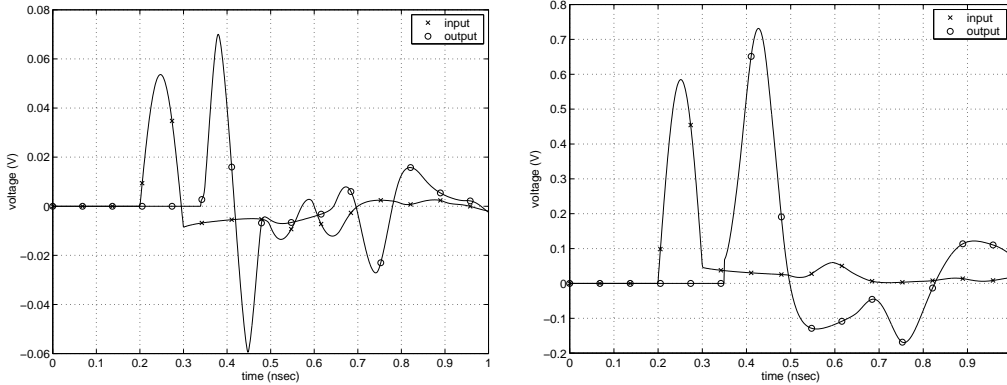 0.08
0.06
0.04
0.02
0
−0.02
−0.04
−0.06
0 0.1 0.2 0.3 0.4 0.5 0.6 0.7 0.8 0.9 1
voltage (V)
time (nsec)
input
output
0.8
0.7
0.6
0.5
0.4
0.3
0.2
0.1
0
−0.1
−0.2
0 0.1 0.2 0.3 0.4 0.5 0.6 0.7 0.8 0.9
voltage (V)
time (nsec)
input
output